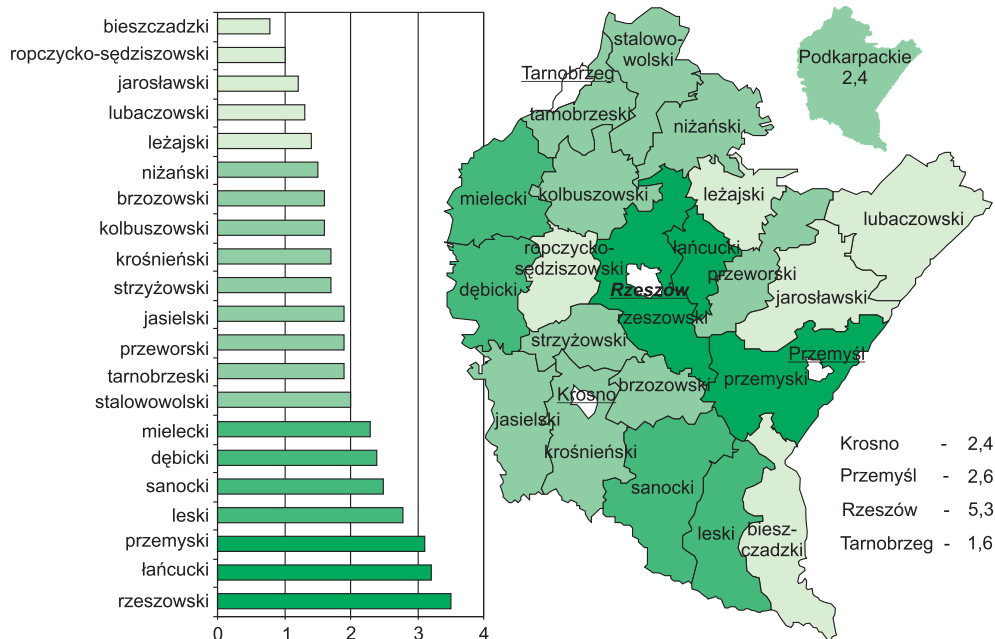 bieszczadzki
ropczycko-sędziszowski
jarosławski
lubaczowski
leżajski
niżański
brzozowski
kolbuszowski
krośnieński
strzyżowski
jasielski
przeworski
tarnobrzeski
stalowowolski
mielecki
dębicki
sanocki
leski
przemyski
łańcucki
rzeszowski
0 1 2 3 4
stalowo-
wolski
Tarnobrzeg
tarnobrzeski
niżański
mielecki
kolbuszowski
leżajski
lubaczowski
ropczycko-
sędziszowski
łańcucki
przeworski
dębicki
Rzeszów
jarosławski
rzeszowski
strzyżowski
Przemyśl
przemyski
brzozowski
Krosno
jasielski
krośnieński
sanocki
leski
biesz-
czadzki
Podkarpackie
2,4
Krosno - 2,4
Przemyśl - 2,6
Rzeszów - 5,3
Tarnobrzeg - 1,6